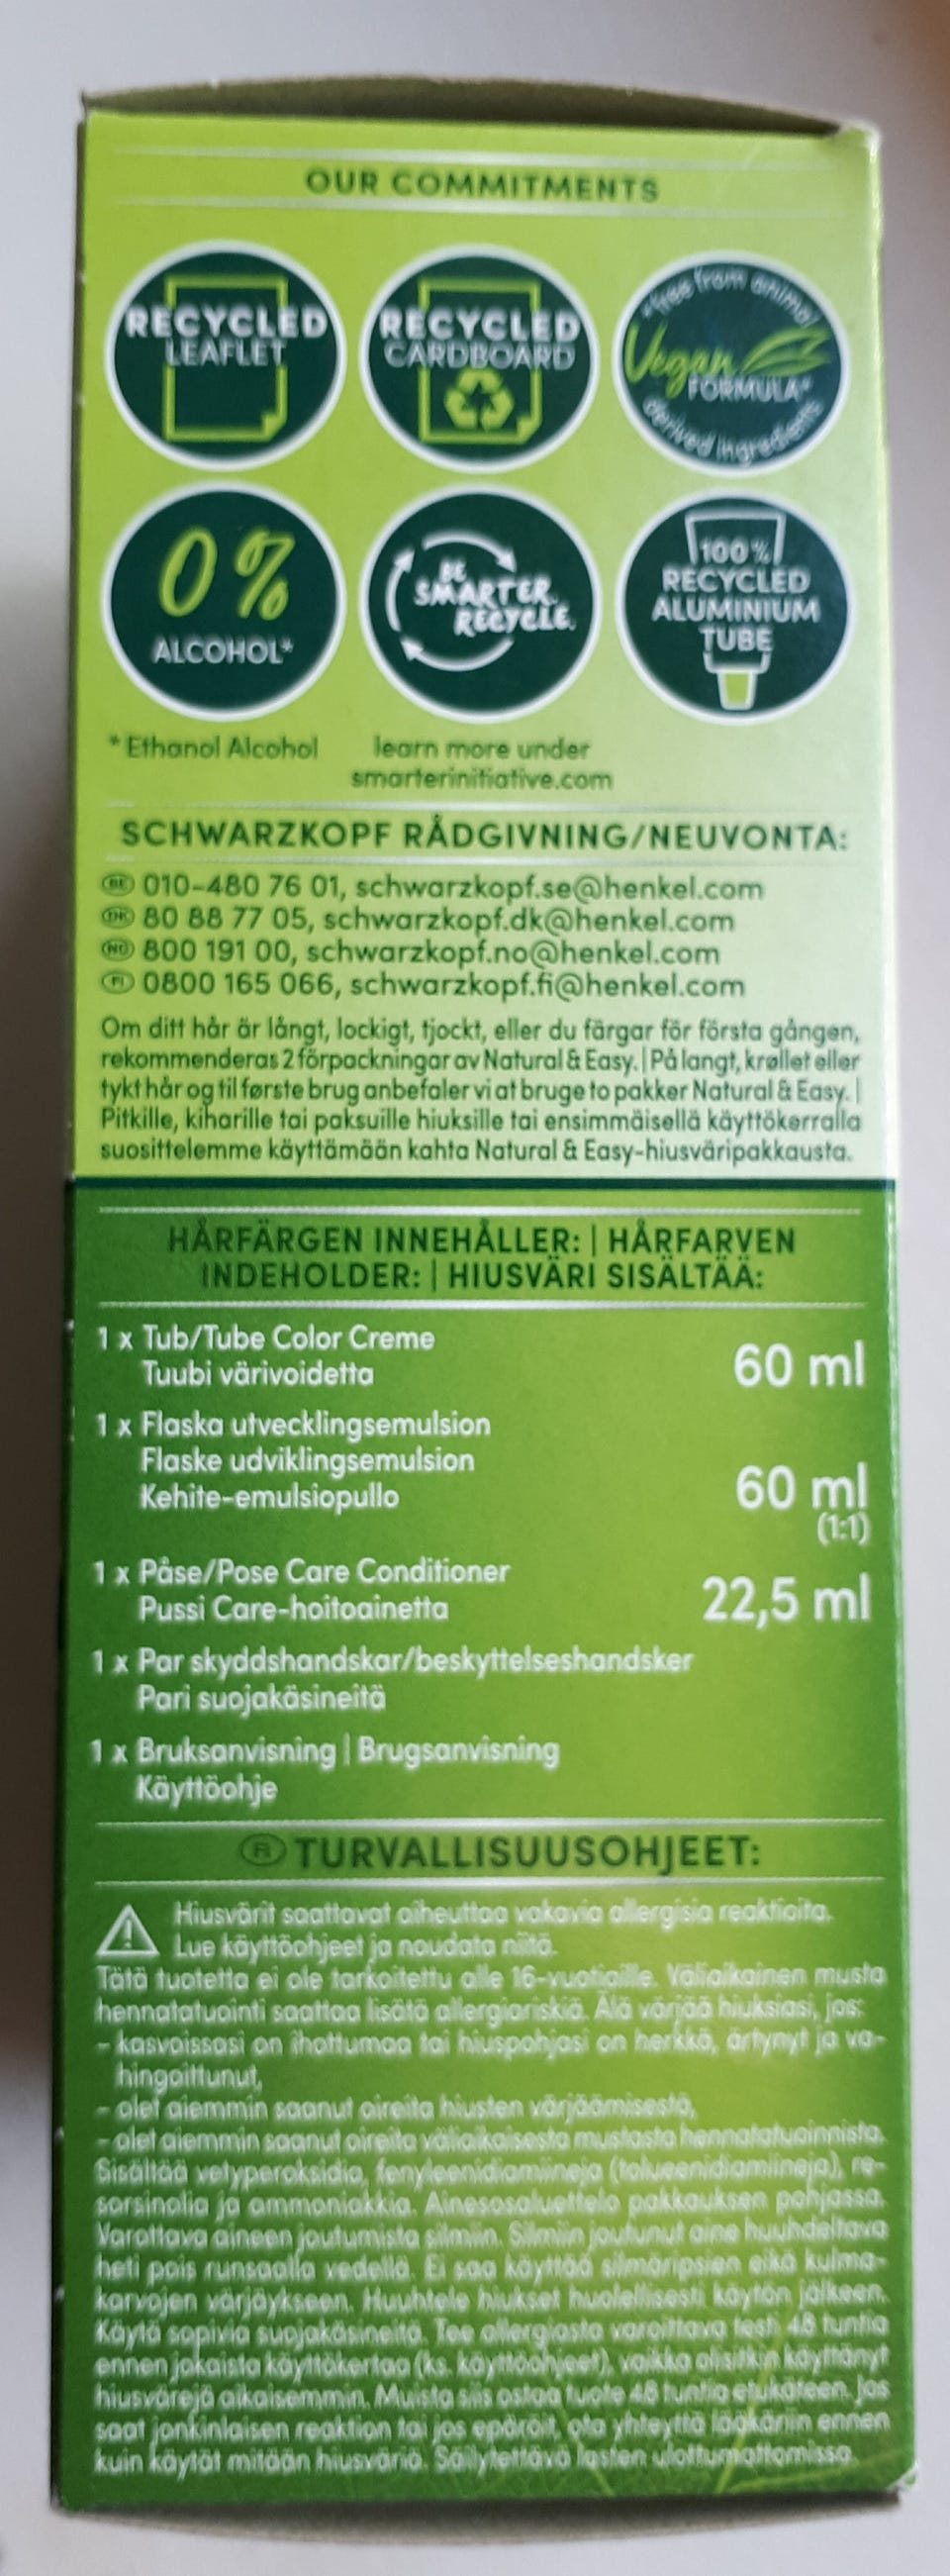 OUR COMMITMENTS
RECYCLED
LEAFLET
RECYCLED
CARDBOARD
*free from animal
Vegan
FORMULA*
derived ingredients
0%
ALCOHOL*
BE
SMARTER.
RECYCLE.
100%
RECYCLED
ALUMINIUM
TUBE
* Ethanol Alcohol
learn more under
smarterinitiative.com
SCHWARZKOPF RÅDGIVNING/NEUVONTA:
010-480 76 01, schwarzkopf.se@henkel.com
DK 80 88 77 05, schwarzkopf.dk@henkel.com
NO 800 191 00, schwarzkopf.no@henkel.com
FI 0800 165 066, schwarzkopf.fi@henkel.com
Om ditt hår är långt, lockigt, tjockt, eller du färgar för första gången,
rekommenderas 2 förpackningar av Natural & Easy. | På langt, krøllet eller
tykt hår og til første brug anbefaler vi at bruge to pakker Natural & Easy. |
Pitkille, kiharille tai paksuille hiuksille tai ensimmäisellä käyttökerralla
suosittelemme käyttämään kahta Natural & Easy-hiusväripakkausta.
HÅRFÄRGEN INNEHÅLLER: | HÅRFARVEN
INDEHOLDER: | HIUSVÄRI SISÄLTÄÄ:
1 x Tub/Tube Color Creme
Tuubi värivoidetta
60 ml
1 x Flaska utvecklingsemulsion
Flaske udviklingsemulsion
Kehite-emulsiopullo
60 ml
(1:1)
1 x Påse/Pose Care Conditioner
Pussi Care-hoitoainetta
22,5 ml
1 x Par skyddshandskar/beskyttelseshandsker
Pari suojakäsineitä
1 x Bruksanvisning | Brugsanvisning
Käyttöohje
FI TURVALLISUUSOHJEET:
Hiusvärit saattavat aiheuttaa vakavia allergisia reaktioita.
Lue käyttöohjeet ja noudata niitä.
Tätä tuotetta ei ole tarkoitettu alle 16-vuotiaille. Väliaikainen musta
hennatatuointi saattaa lisätä allergiariskiä. Älä värjää hiuksiasi, jos:
- kasvoissasi on ihottumaa tai hiuspohjasi on herkkä, ärtynyt ja va-
hingoittunut,
- olet aiemmin saanut oireita hiusten värjäämisestä,
- olet aiemmin saanut oireita väliaikaisesta mustasta hennatatuoinnista.
Sisältää vetyperoksidia, fenyleenidiamiineja (tolueenidiamiineja), re-
sorsinolia ja ammoniakkia. Ainesosaluettelo pakkauksen pohjassa.
Varottava aineen joutumista silmiin. Silmiin joutunut aine huuhdeltava
heti pois runsaalla vedellä. Ei saa käyttää silmäripsien eikä kulma-
karvojen värjäykseen. Huuhtele hiukset huolellisesti käytön jälkeen.
Käytä sopivia suojakäsineitä. Tee allergiasta varoittava testi 48 tuntia
ennen jokaista käyttökertaa (ks. käyttöohjeet), vaikka olisitkin käyttänyt
hiusvärejä aikaisemmin. Muista siis ostaa tuote 48 tuntia etukäteen. Jos
saat jonkinlaisen reaktion tai jos epäröit, ota yhteyttä lääkäriin ennen
kuin käytät mitään hiusväriä. Säilytettävä lasten ulottumattomissa.